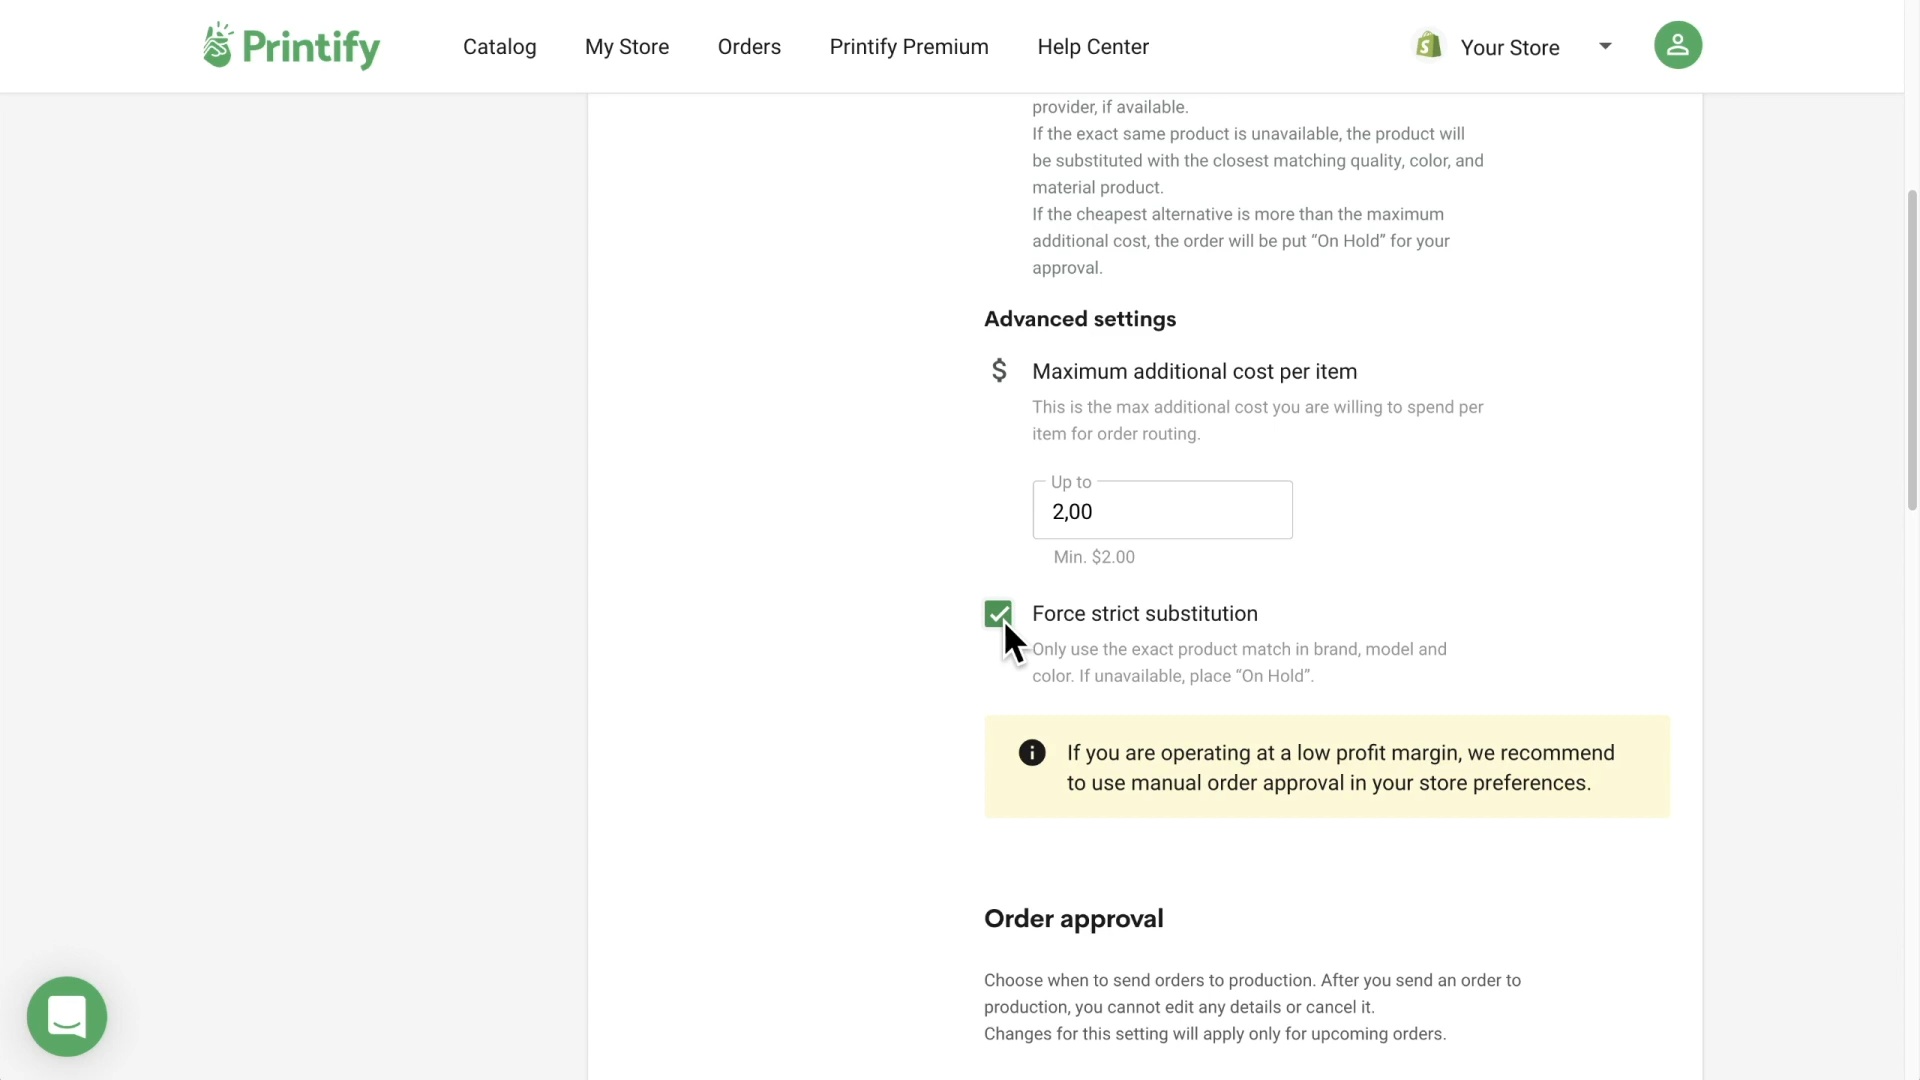 Printify
Catalog
My Store
Orders
Printify Premium
Help Center
Your Store
provider, if available.
If the exact same product is unavailable, the product will
be substituted with the closest matching quality, color, and
material product.
If the cheapest alternative is more than the maximum
additional cost, the order will be put “On Hold” for your
approval.
Advanced settings
$ Maximum additional cost per item
This is the max additional cost you are willing to spend per
item for order routing.
Up to
2,00
Min. $2.00
Force strict substitution
Only use the exact product match in brand, model and
color. If unavailable, place “On Hold”.
If you are operating at a low profit margin, we recommend
to use manual order approval in your store preferences.
Order approval
Choose when to send orders to production. After you send an order to
production, you cannot edit any details or cancel it.
Changes for this setting will apply only for upcoming orders.